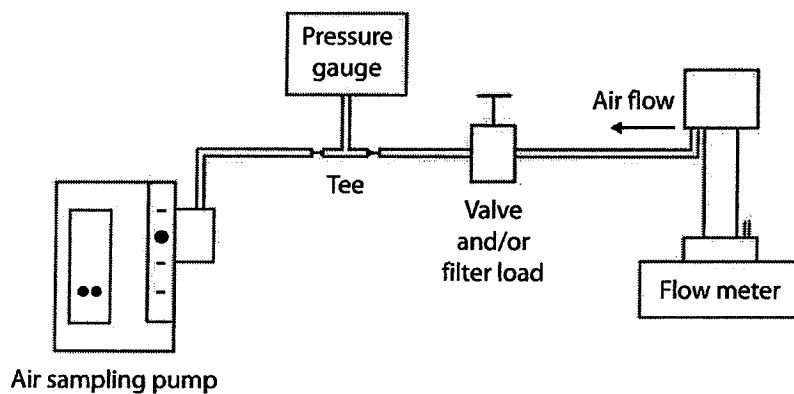 Pressure
gauge
Air flow
Tee
Valve
and/or
filter load
Flow meter
Air sampling pump